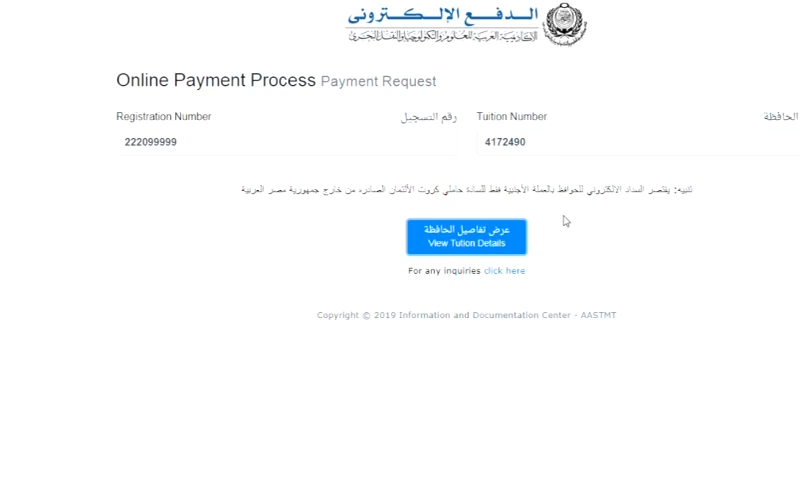 الدفع الإلكتروني
الأكاديمية العربية للعلوم والتكنولوجيا والنقل البحري
Online Payment Process Payment Request
Registration Number رقم التسجيل Tuition Number الحافظة
222099999 4172490
تنبيه: يقتصر السداد الالكتروني للحوافظ بالعملة الأجنبية فقط للسادة حاملي كروت الأئتمان الصادره من خارج جمهورية مصر العربية
عرض تفاصيل الحافظة
View Tution Details
For any inquiries click here
Copyright © 2019 Information and Documentation Center - AASTMT